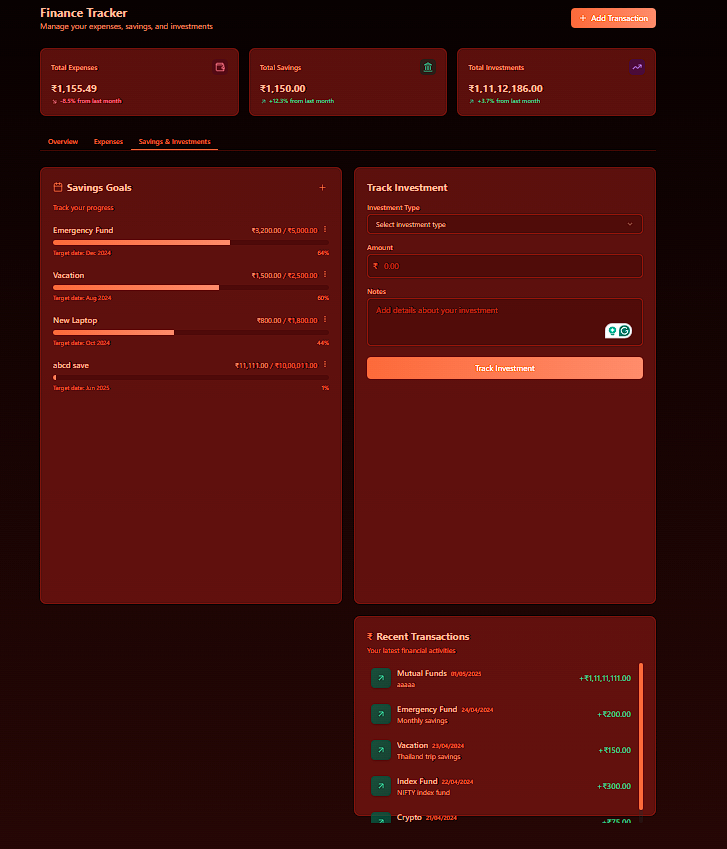 Finance Tracker
Manage your expenses, savings, and investments
+ Add Transaction
Total Expenses
₹1,155.49
-8.5% from last month
Total Savings
₹1,150.00
+12.3% from last month
Total Investments
₹1,11,12,186.00
+3.7% from last month
Overview Expenses Savings & Investments
Savings Goals
+
Track your progress
Emergency Fund ₹3,200.00 / ₹5,000.00
Target date: Dec 2024 64%
Vacation ₹1,500.00 / ₹2,500.00
Target date: Aug 2024 60%
New Laptop ₹800.00 / ₹1,800.00
Target date: Oct 2024 44%
abcd save ₹11,111.00 / ₹10,00,011.00
Target date: Jun 2025 1%
Track Investment
Investment Type
Select investment type
Amount
₹ 0.00
Notes
Add details about your investment
Track Investment
₹ Recent Transactions
Your latest financial activities
Mutual Funds 01/05/2025 +₹1,11,11,111.00
aaaaa
Emergency Fund 24/04/2024 +₹200.00
Monthly savings
Vacation 23/04/2024 +₹150.00
Thailand trip savings
Index Fund 22/04/2024 +₹300.00
NIFTY index fund
Crypto 21/04/2024 +₹75.00